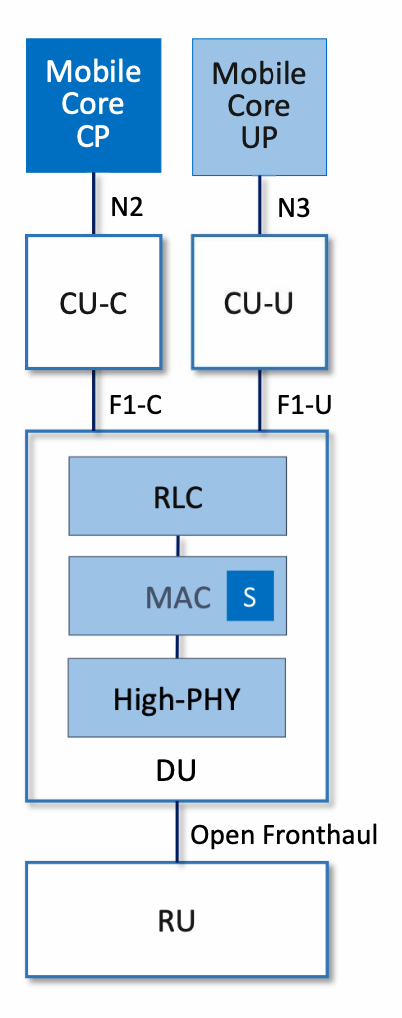 Mobile
Core
CP
Mobile
Core
UP
N2
N3
CU-C
CU-U
F1-C
F1-U
RLC
MAC
S
High-PHY
DU
Open Fronthaul
RU